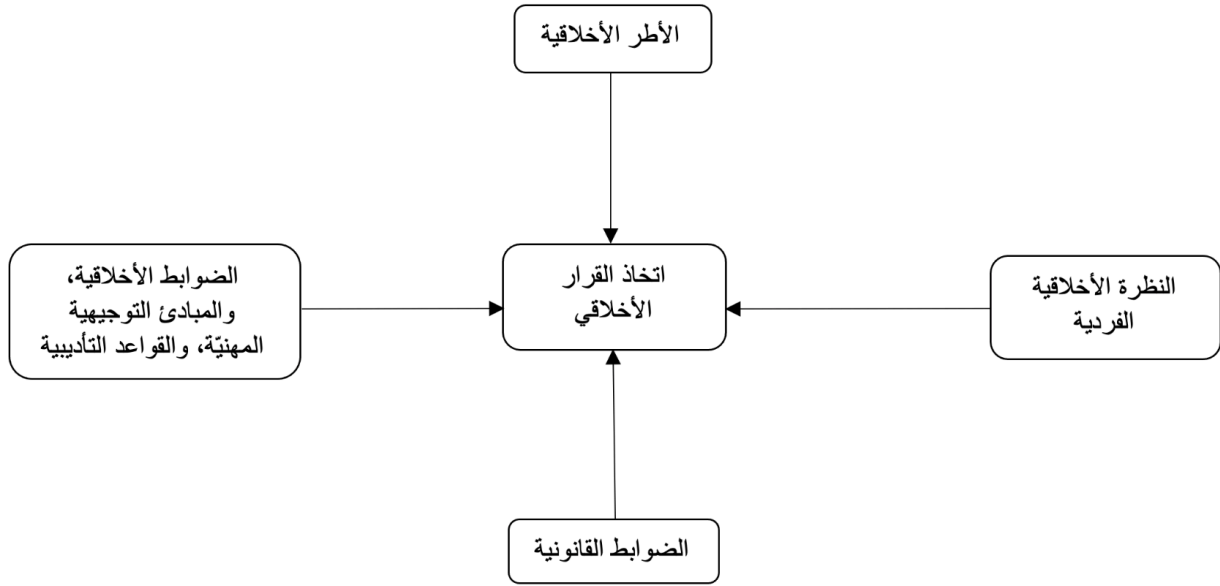 الأطر الأخلاقية
النظرة الأخلاقية
الفردية
اتخاذ القرار
الأخلاقي
الضوابط الأخلاقية،
والمبادئ التوجيهية
المهنيّة، والقواعد التأديبية
الضوابط القانونية